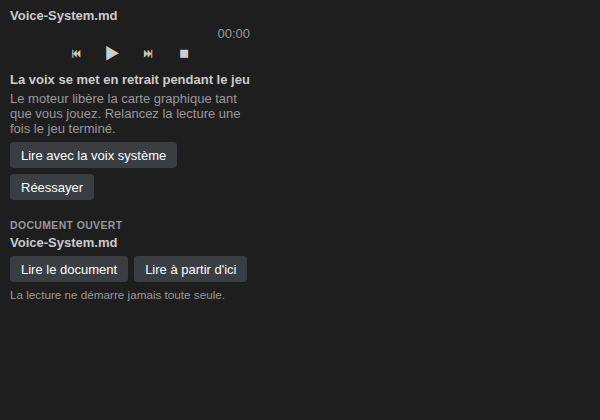 Voice-System.md
00:00
La voix se met en retrait pendant le jeu
Le moteur libère la carte graphique tant
que vous jouez. Relancez la lecture une
fois le jeu terminé.
Lire avec la voix système
Réessayer
DOCUMENT OUVERT
Voice-System.md
Lire le document Lire à partir d'ici
La lecture ne démarre jamais toute seule.